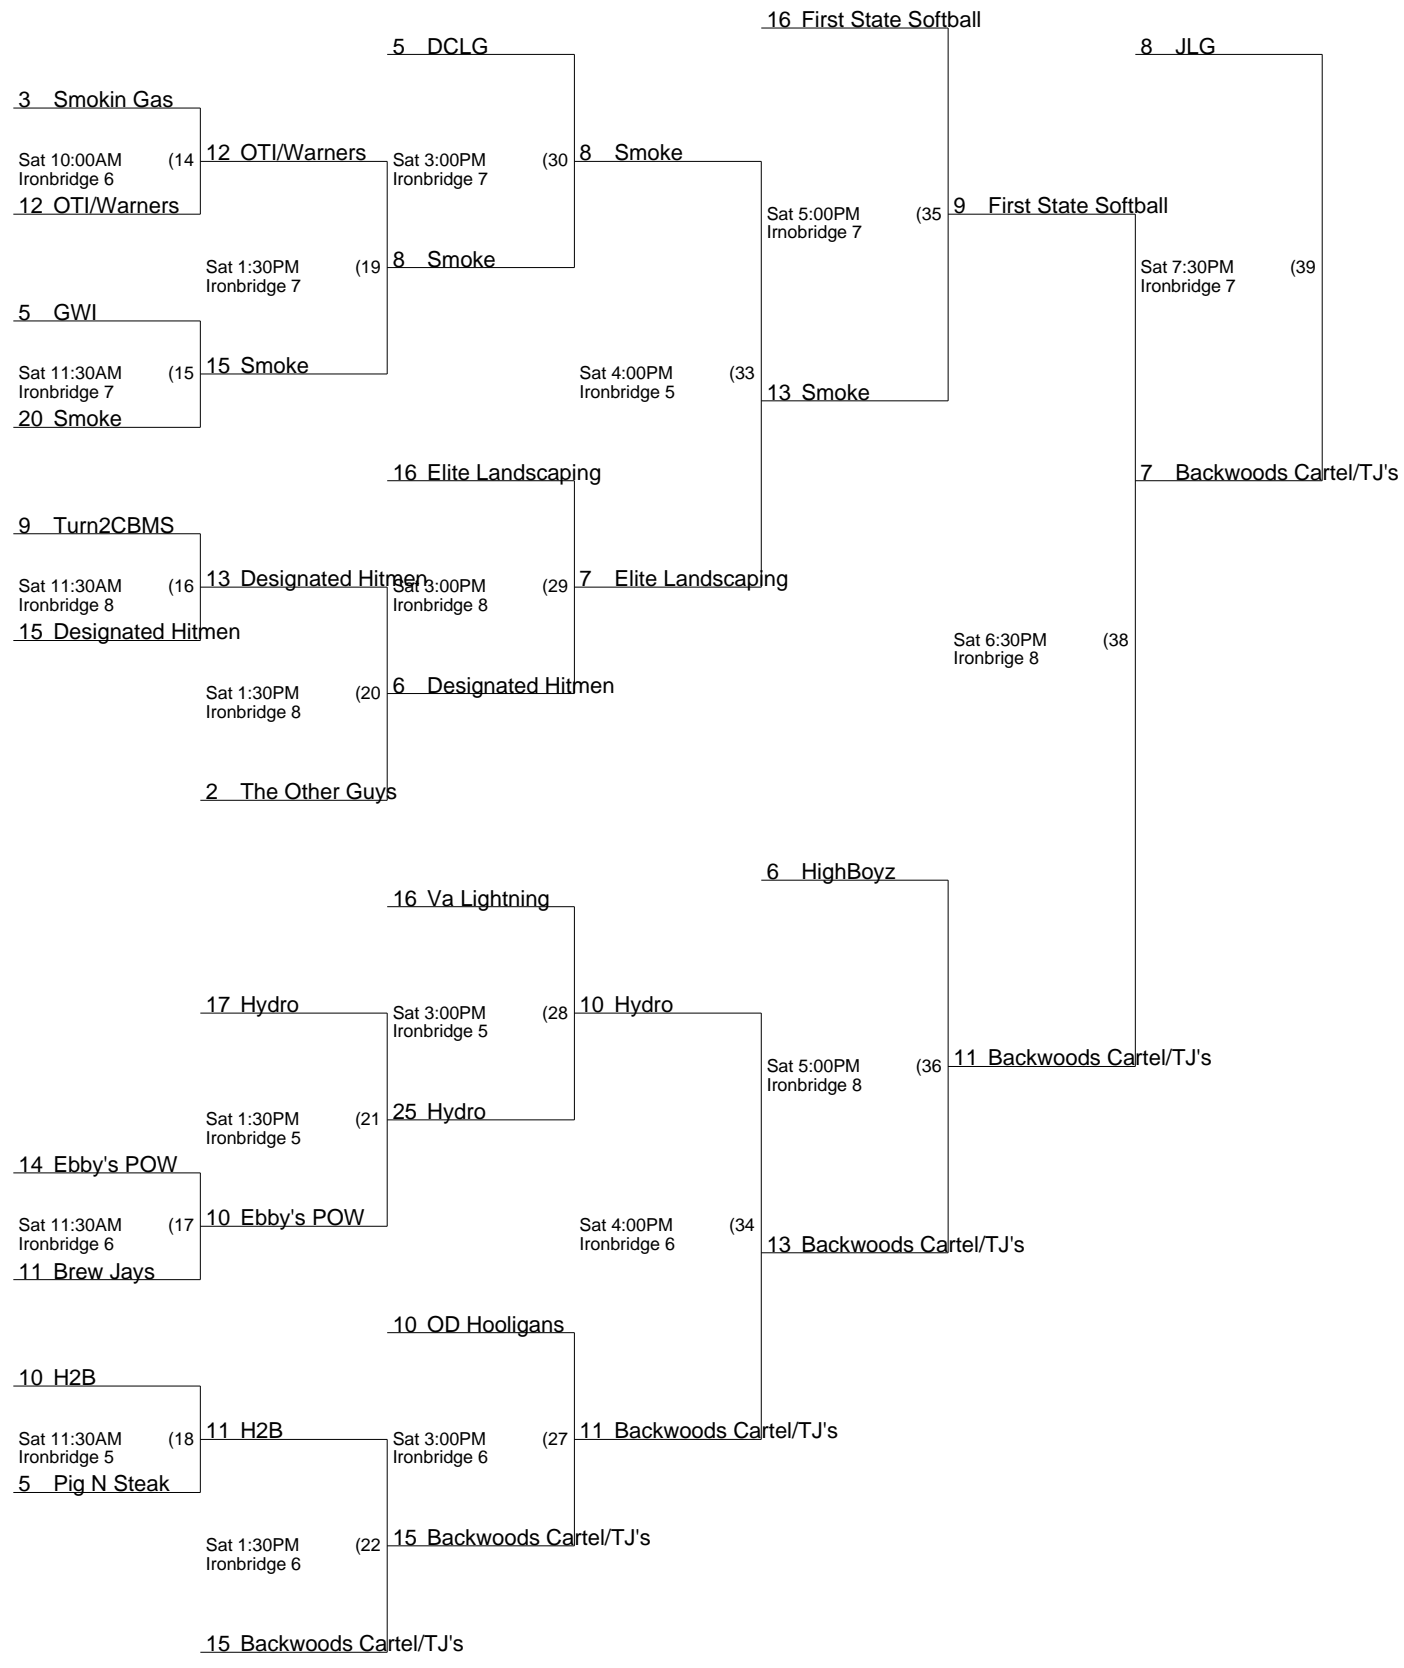 16 First State Softball
5 DCLG
8 JLG
3 Smokin Gas
Sat 10:00AM (14
Ironbridge 6
12 OTI/Warners
Sat 3:00PM (30
Ironbridge 7
8 Smoke
12 OTI/Warners
Sat 5:00PM (35
Irnobridge 7
9 First State Softball
Sat 1:30PM (19
Ironbridge 7
8 Smoke
Sat 7:30PM (39
Ironbridge 7
5 GWI
Sat 11:30AM (15
Ironbridge 7
15 Smoke
Sat 4:00PM (33
Ironbridge 5
13 Smoke
20 Smoke
16 Elite Landscaping
7 Backwoods Cartel/TJ's
9 Turn2CBMS
Sat 11:30AM (16
Ironbridge 8
13 Designated Hitmen
Sat 3:00PM (29
Ironbridge 8
7 Elite Landscaping
15 Designated Hitmen
Sat 6:30PM (38
Ironbrige 8
Sat 1:30PM (20
Ironbridge 8
6 Designated Hitmen
2 The Other Guys
6 HighBoyz
16 Va Lightning
17 Hydro
Sat 3:00PM (28
Ironbridge 5
10 Hydro
Sat 5:00PM (36
Ironbridge 8
11 Backwoods Cartel/TJ's
Sat 1:30PM (21
Ironbridge 5
25 Hydro
14 Ebby's POW
Sat 11:30AM (17
Ironbridge 6
10 Ebby's POW
Sat 4:00PM (34
Ironbridge 6
13 Backwoods Cartel/TJ's
11 Brew Jays
10 OD Hooligans
10 H2B
Sat 11:30AM (18
Ironbridge 5
11 H2B
Sat 3:00PM (27
Ironbridge 6
11 Backwoods Cartel/TJ's
5 Pig N Steak
Sat 1:30PM (22
Ironbridge 6
15 Backwoods Cartel/TJ's
15 Backwoods Cartel/TJ's